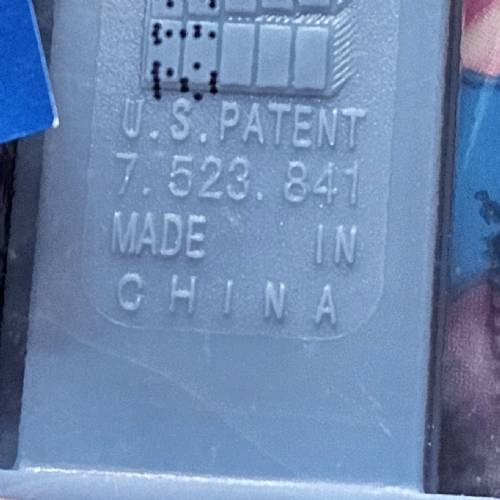 U.S.PATENT
7.523.841
MADE IN
CHINA